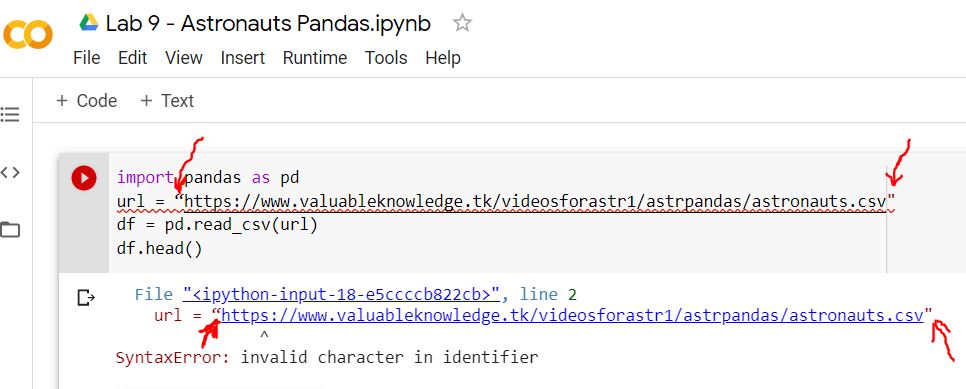 Lab 9 - Astronauts Pandas.ipynb
File Edit View Insert Runtime Tools Help
+ Code + Text
import pandas as pd
url = “https://www.valuableknowledge.tk/videosforastr1/astrpandas/astronauts.csv"
df = pd.read_csv(url)
df.head()
File "<ipython-input-18-e5ccccb822cb>", line 2
url = “https://www.valuableknowledge.tk/videosforastr1/astrpandas/astronauts.csv"
^
SyntaxError: invalid character in identifier